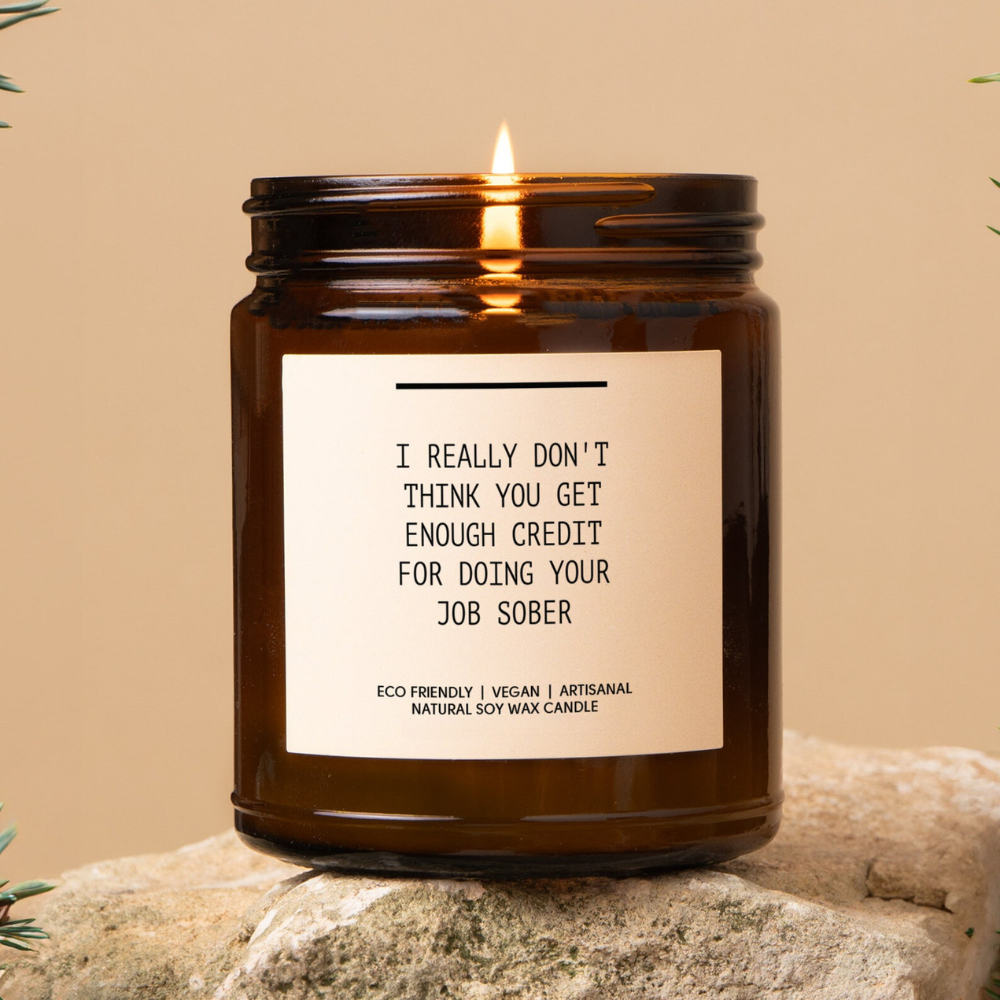 I REALLY DON'T
THINK YOU GET
ENOUGH CREDIT
FOR DOING YOUR
JOB SOBER
ECO FRIENDLY | VEGAN | ARTISANAL
NATURAL SOY WAX CANDLE